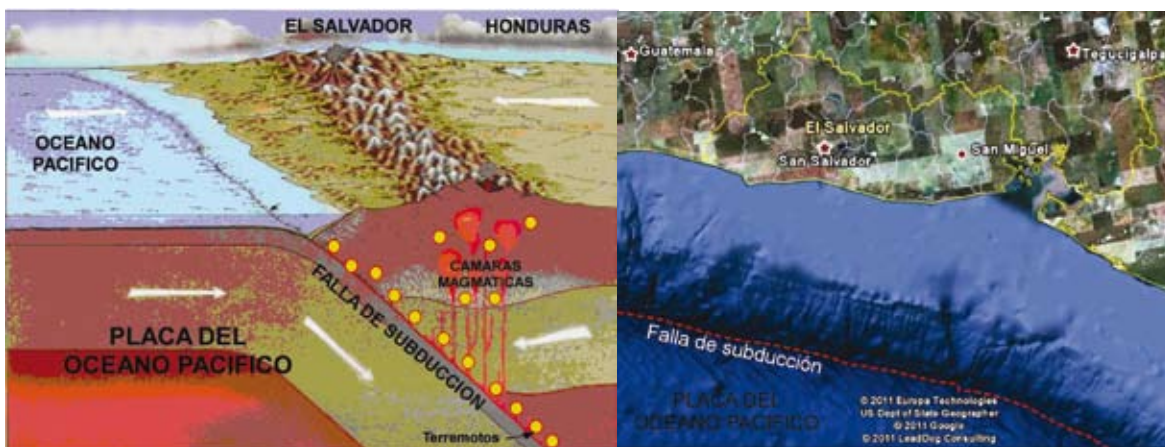 EL SALVADOR
HONDURAS
OCEANO
PACIFICO
CAMARAS
MAGMATICAS
FALLA DE SUBDUCCION
PLACA DEL
OCEANO PACIFICO
Terremotos
Guatemala
Tegucigalpa
El Salvador
San Salvador
San Miguel
Falla de subducción
PLACA DEL
OCEANO PACIFICO
© 2011 Europa Technologies
US Dept of State Geographer
© 2011 Google
© 2011 LeadDog Consulting